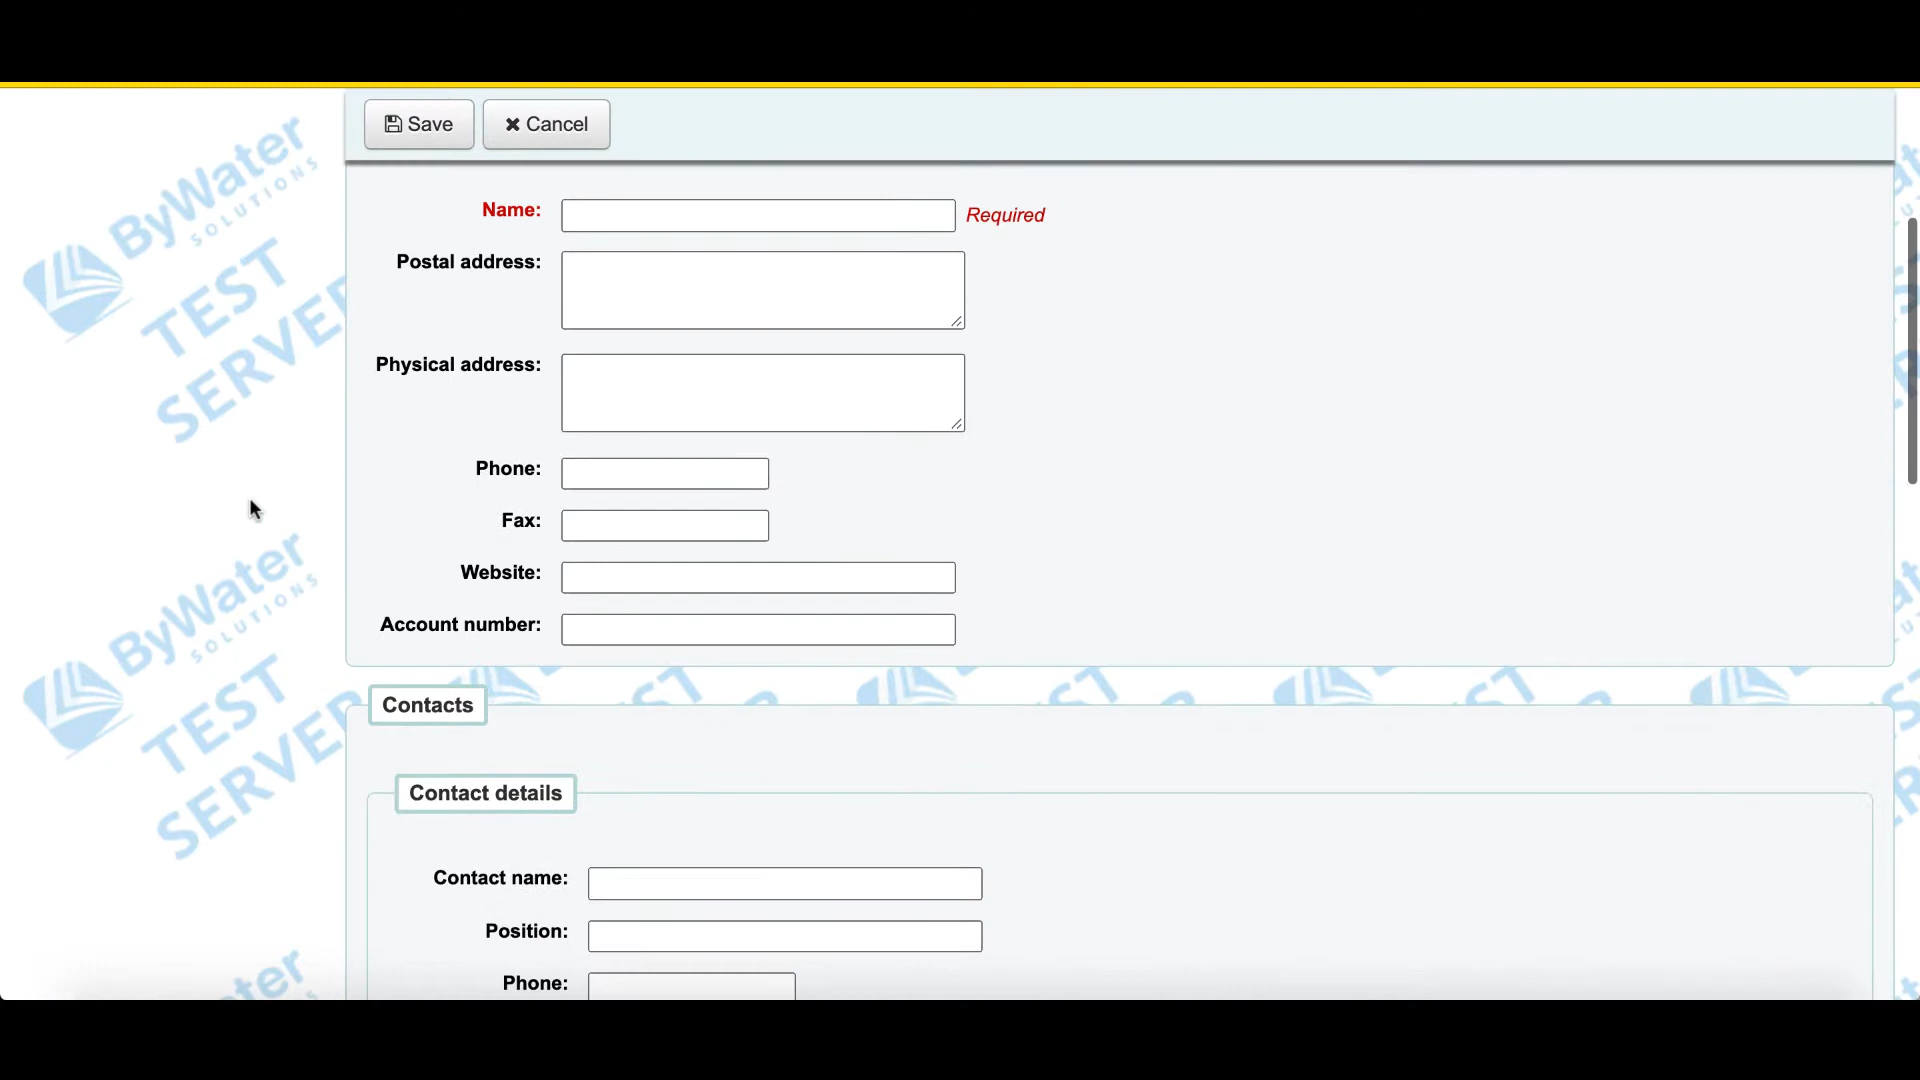 Save
Cancel
Name:
Required
Postal address:
Physical address:
Phone:
Fax:
Website:
Account number:
Contacts
Contact details
Contact name:
Position:
Phone:
ByWater
SOLUTIONS
TEST
SERVER
ByWater
SOLUTIONS
TEST
SERVER